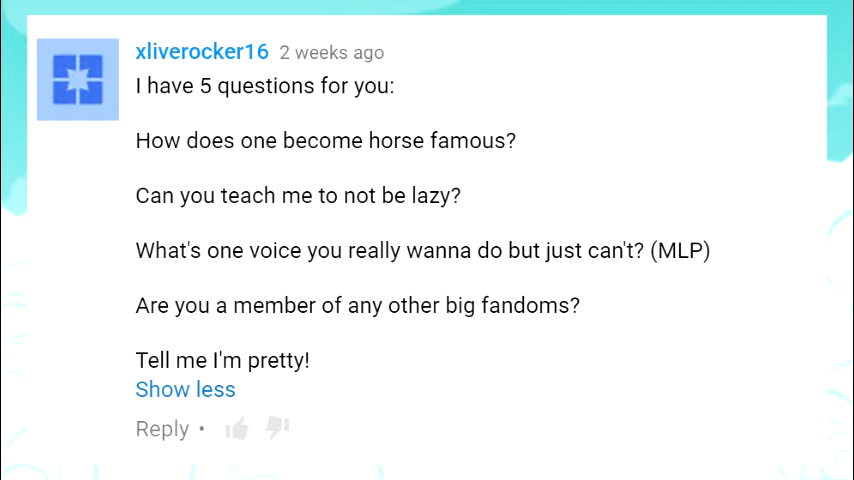 xliverocker16 2 weeks ago
I have 5 questions for you:
How does one become horse famous?
Can you teach me to not be lazy?
What's one voice you really wanna do but just can't? (MLP)
Are you a member of any other big fandoms?
Tell me I'm pretty!
Show less
Reply •